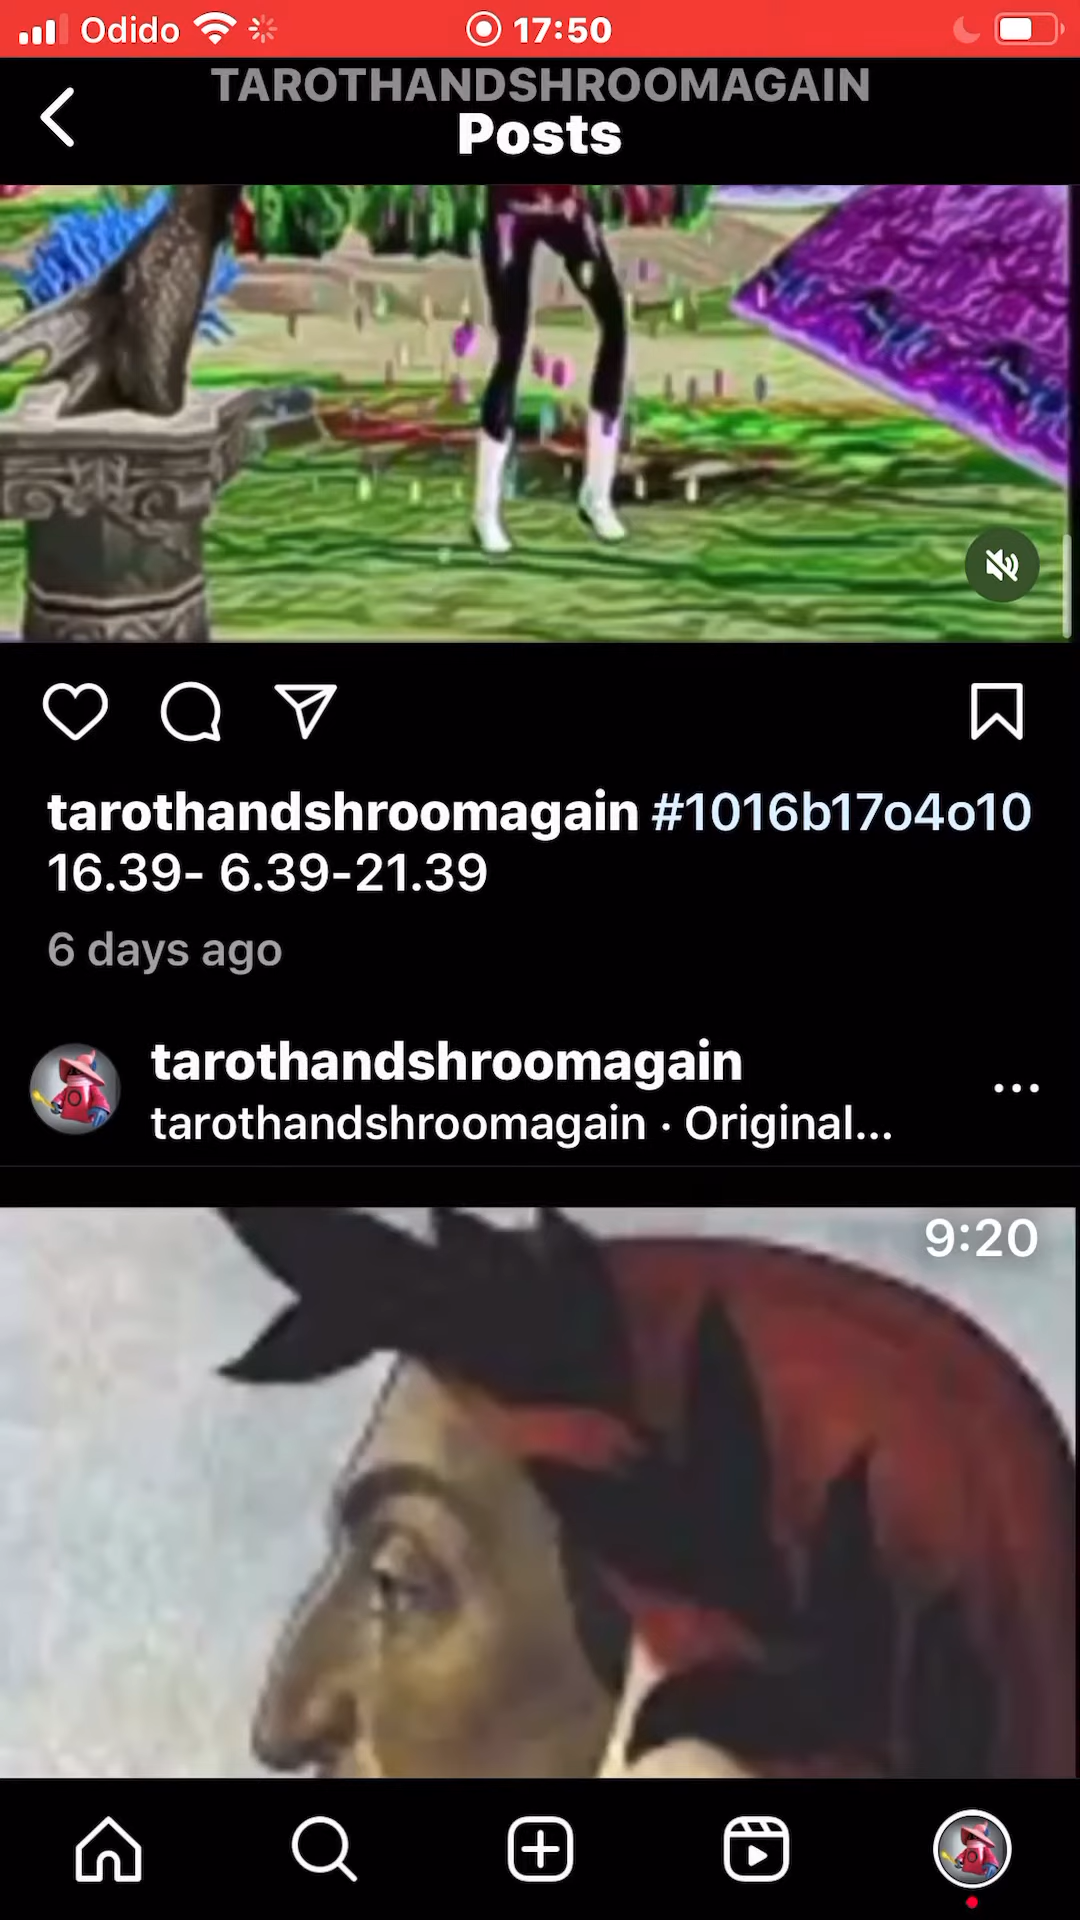 Odido
17:50
TAROTHANDSHROOMAGAIN
Posts
tarothandshroomagain #1016b17o4o10
16.39- 6.39-21.39
6 days ago
tarothandshroomagain
tarothandshroomagain · Original...
9:20